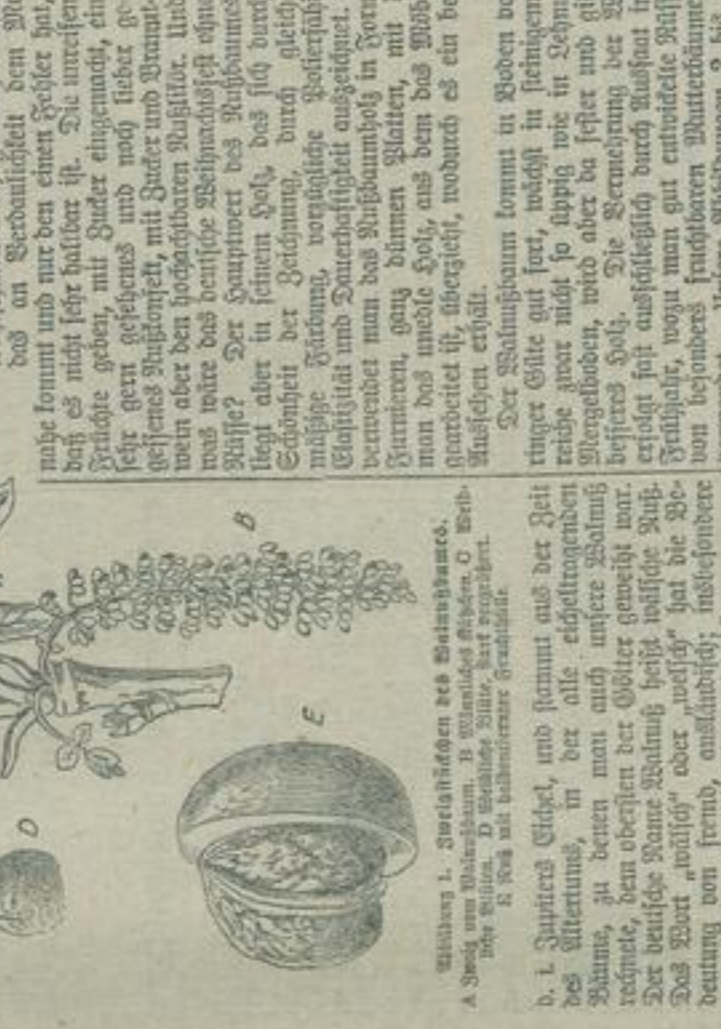 D
B
E
Abbildung 1. Zweigstückchen des Walnußbaumes.
A Zweig vom Walnußbaum. B Männliches Kätzchen. C Weib-
liche Blüten. D Weibliche Blüte, stark vergrößert.
E Nuß mit halbentfernter Fruchthülle
d. i. Jupiters Eichel, und stammt aus der Zeit
des Altertums, in der alle eicheltragenden
Bäume, zu denen man auch unsere Walnuß
rechnete, dem obersten der Götter geweiht war.
Der deutsche Name Walnuß heißt wälsche Nuß.
Das Wort „wälsch“ oder „welsch“ hat die Be-
deutung von fremd, ausländisch; insbesondere
das an Verdaulichkeit dem
nahe kommt und nur den einen Fehler hat,
daß es nicht sehr haltbar ist. Die unreifen
Früchte geben, mit Zucker eingemacht, ein
sehr gern gesehenes und noch lieber ge-
gessenes Nußkonfekt, mit Zucker und Brannt-
wein aber den hochachtbaren Nußlikör. Und
was wäre das deutsche Weihnachtsfest ohne
Nüsse? Der Hauptwert des Nußbaumes
liegt aber in seinem Holz, das sich durch
Schönheit der Zeichnung, durch gleich-
mäßige Färbung, vorzügliche Polierfähig
Elastizität und Dauerhaftigkeit auszeichnet.
verwendet man das Nußbaumholz in Form
Furnieren, ganz dünnen Platten, mit
man das unedle Holz, aus dem das Möb
gearbeitet ist, überzieht, wodurch es ein be
Aussehen erhält.
Der Walnußbaum kommt in Boden vo
ringer Güte gut fort, wächst in steinigem
reiche zwar nicht so üppig wie in Lehm
Mergelboden, wird aber da fester und gi
besseres Holz. Die Vermehrung der W
erfolgt fast ausschließlich durch Aussaat in
Frühjahr, wozu man gut entwickelte Nüss
von besonders fruchtbaren Mutterbäumen